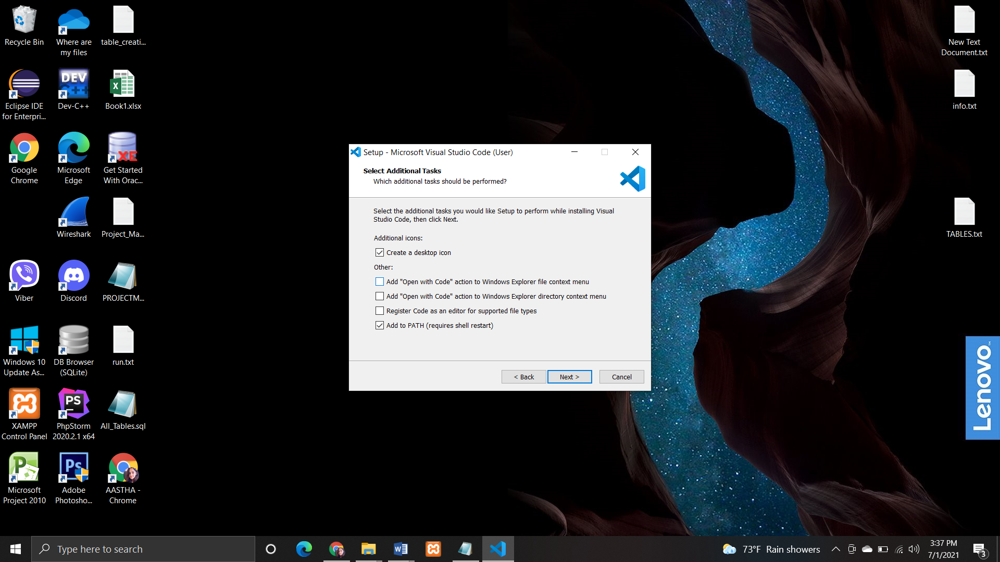 Recycle Bin
Where are
my files
table_creati...
Eclipse IDE
for Enterpri...
DEV
C++
Dev-C++
X
Book1.xlsx
Google
Chrome
Microsoft
Edge
XE
Get Started
With Orac...
Wireshark
Project_Ma...
Viber
Discord
PROJECTM...
Windows 10
Update As...
DB Browser
(SQLite)
run.txt
XAMPP
Control Panel
PS
PhpStorm
2020.2.1 x64
All_Tables.sql
P
Microsoft
Project 2010
Ps
Adobe
Photosho...
AASTHA -
Chrome
Setup - Microsoft Visual Studio Code (User)
Select Additional Tasks
Which additional tasks should be performed?
Select the additional tasks you would like Setup to perform while installing Visual
Studio Code, then click Next.
Additional icons:
Create a desktop icon
Other:
Add "Open with Code" action to Windows Explorer file context menu
Add "Open with Code" action to Windows Explorer directory context menu
Register Code as an editor for supported file types
Add to PATH (requires shell restart)
< Back
Next >
Cancel
New Text
Document.txt
info.txt
TABLES.txt
Lenovo™
Type here to search
W
73°F Rain showers
3:37 PM
7/1/2021
3